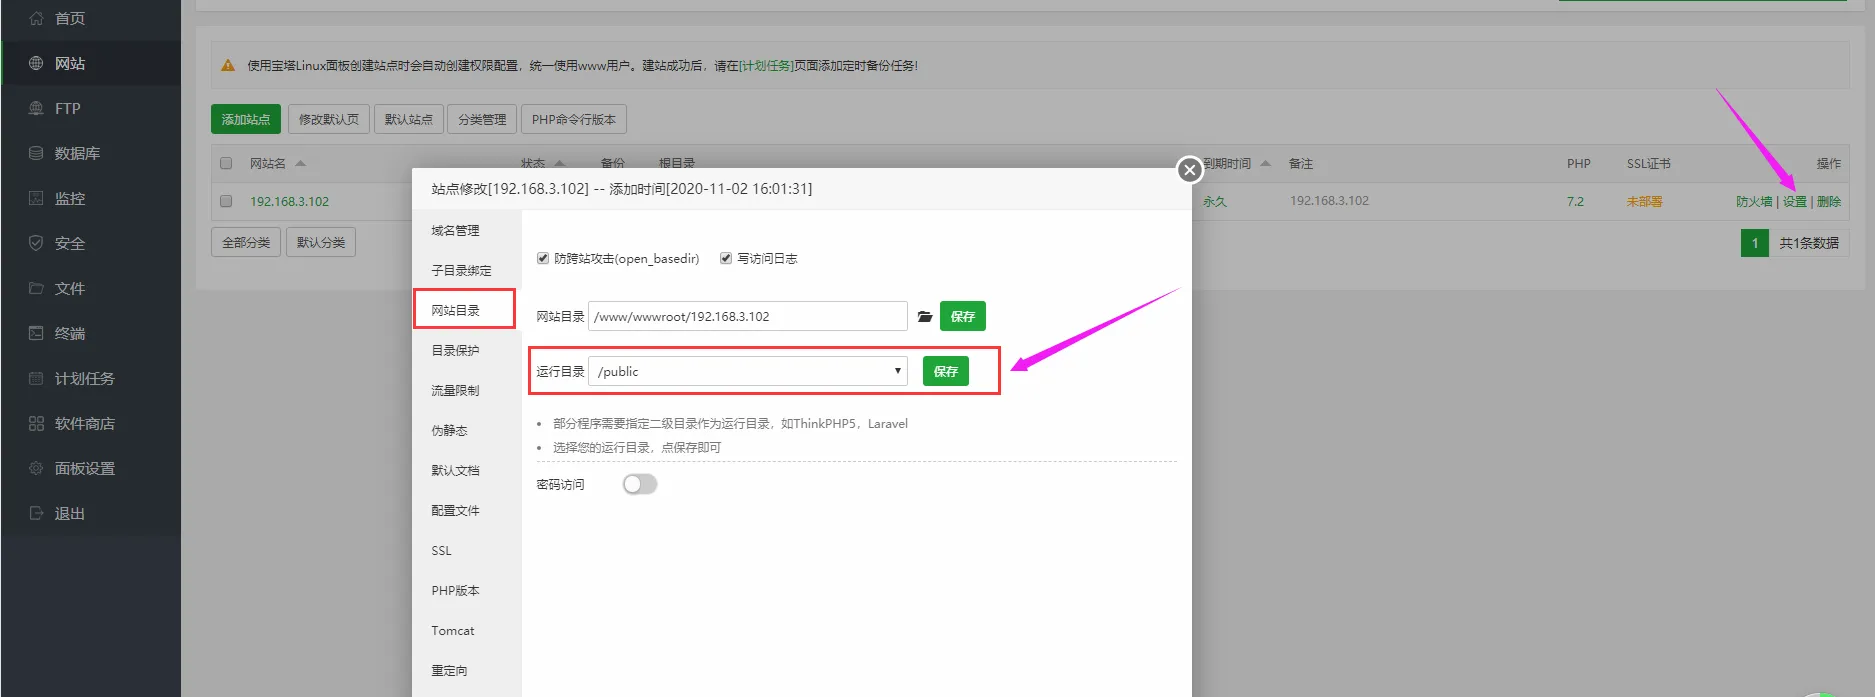 首页
网站
FTP
数据库
监控
安全
文件
终端
计划任务
软件商店
面板设置
退出
使用宝塔Linux面板创建站点时会自动创建权限配置，统一使用www用户。建站成功后，请在[计划任务]页面添加定时备份任务!
添加站点 修改默认页 默认站点 分类管理 PHP命令行版本
网站名 状态 备份 根目录 到期时间 备注 PHP SSL证书 操作
192.168.3.102 永久 192.168.3.102 7.2 未部署 防火墙 | 设置 | 删除
全部分类 默认分类 1 共1条数据
站点修改[192.168.3.102] -- 添加时间[2020-11-02 16:01:31]
域名管理
子目录绑定
网站目录
目录保护
流量限制
伪静态
默认文档
配置文件
SSL
PHP版本
Tomcat
重定向
防跨站攻击(open_basedir) 写访问日志
网站目录 /www/wwwroot/192.168.3.102 保存
运行目录 /public 保存
部分程序需要指定二级目录作为运行目录，如ThinkPHP5，Laravel
选择您的运行目录，点保存即可
密码访问